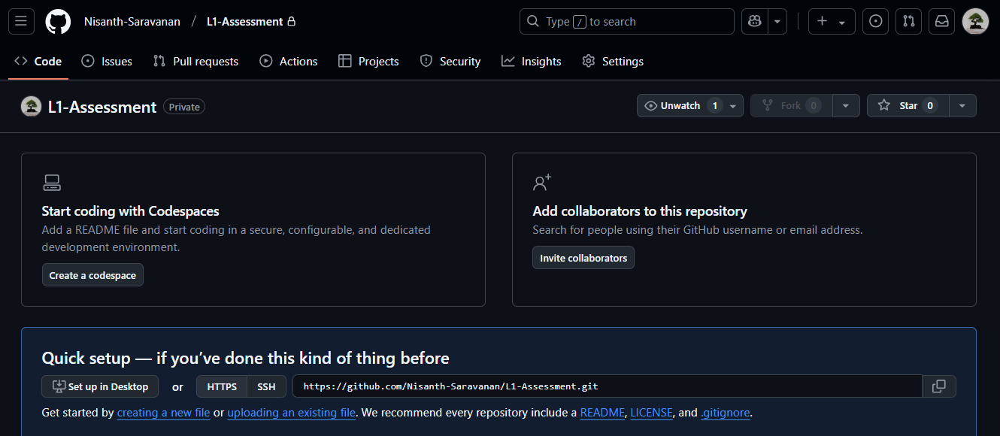 Nisanth-Saravanan / L1-Assessment
Type / to search
Code Issues Pull requests Actions Projects Security Insights Settings
L1-Assessment Private
Unwatch 1 Fork 0 Star 0
Start coding with Codespaces
Add a README file and start coding in a secure, configurable, and dedicated
development environment.
Create a codespace
Add collaborators to this repository
Search for people using their GitHub username or email address.
Invite collaborators
Quick setup — if you’ve done this kind of thing before
Set up in Desktop or HTTPS SSH https://github.com/Nisanth-Saravanan/L1-Assessment.git
Get started by creating a new file or uploading an existing file. We recommend every repository include a README, LICENSE, and .gitignore.